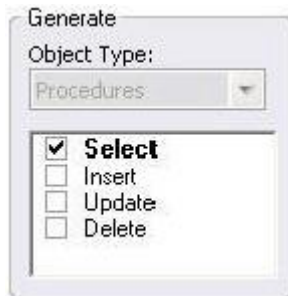 Generate
Object Type:
Procedures
Select
Insert
Update
Delete